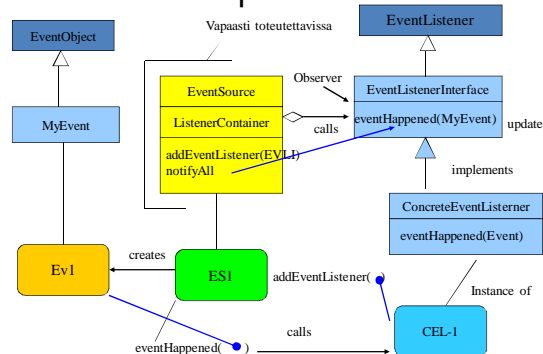 Vapaasti toteutettavissa
EventListener
EventObject
Observer
EventSource
EventListenerInterface
MyEvent
ListenerContainer
calls
eventHappened(MyEvent)
update
addEventListener(EVLI)
notifyAll
implements
ConcreteEventListerner
eventHappened(Event)
Ev1
creates
ES1
addEventListener( )
Instance of
CEL-1
eventHappened( )
calls